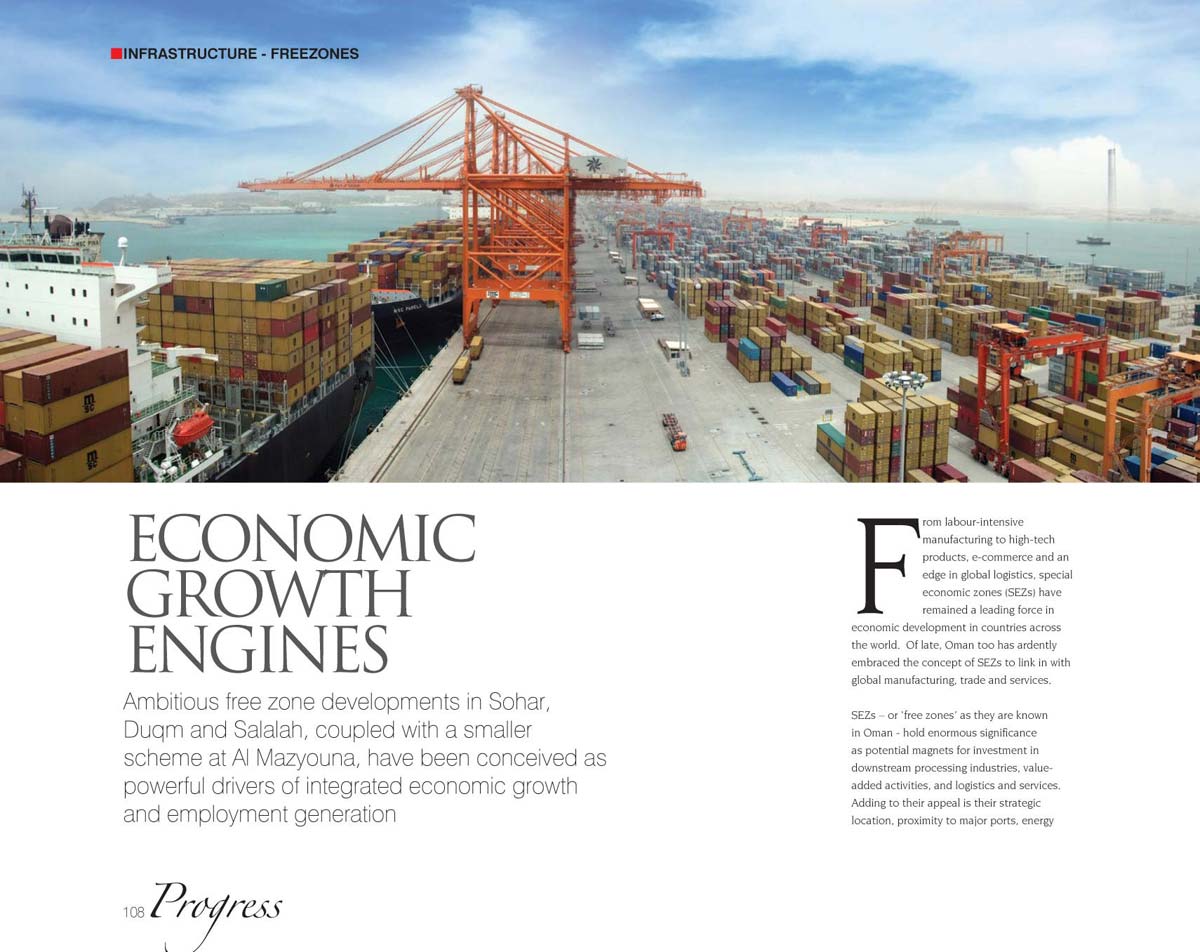 INFRASTRUCTURE - FREEZONES
MSC PAMELA
MSC
MSC
ECONOMIC
GROWTH
ENGINES
Ambitious free zone developments in Sohar,
Duqm and Salalah, coupled with a smaller
scheme at Al Mazyouna, have been conceived as
powerful drivers of integrated economic growth
and employment generation
From labour-intensive
manufacturing to high-tech
products, e-commerce and an
edge in global logistics, special
economic zones (SEZs) have
remained a leading force in
economic development in countries across
the world.  Of late, Oman too has ardently
embraced the concept of SEZs to link in with
global manufacturing, trade and services.
SEZs – or ‘free zones’ as they are known
in Oman - hold enormous significance
as potential magnets for investment in
downstream processing industries, value-
added activities, and logistics and services.
Adding to their appeal is their strategic
location, proximity to major ports, energy
108 Progress